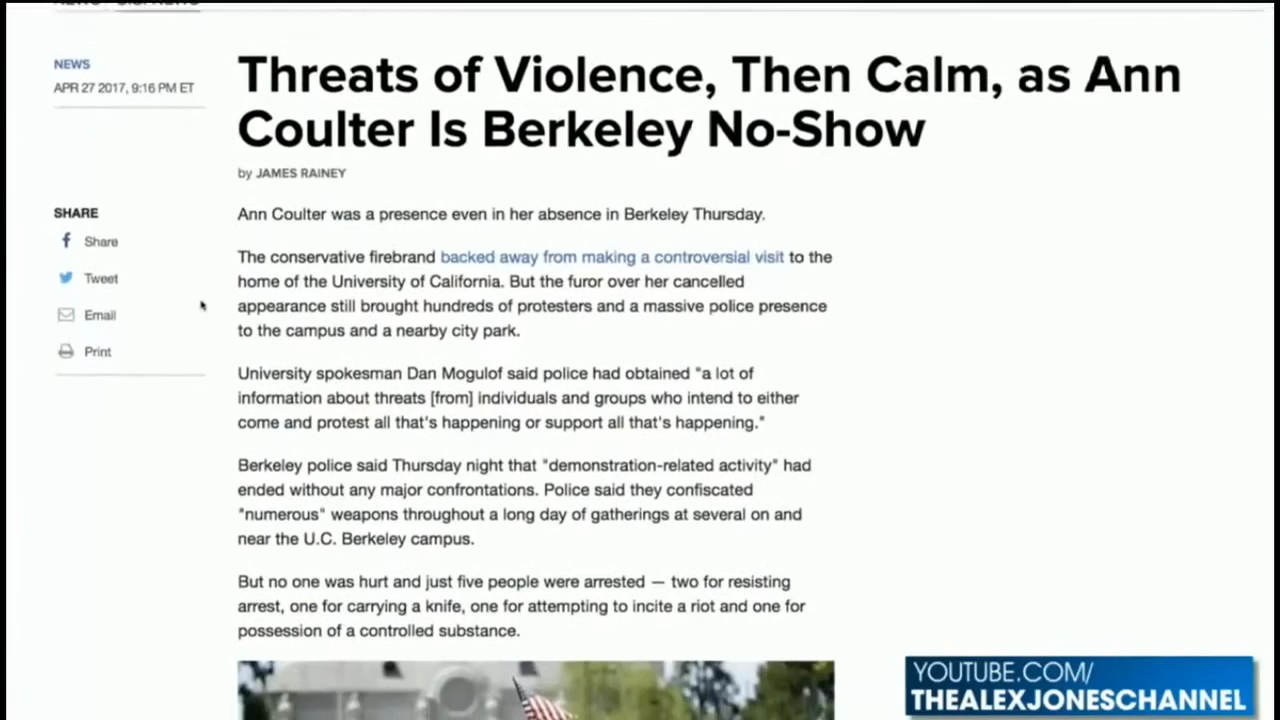 NEWS
APR 27 2017, 9:16 PM ET
Threats of Violence, Then Calm, as Ann
Coulter Is Berkeley No-Show
by JAMES RAINEY
SHARE
Share
Tweet
Email
Print
Ann Coulter was a presence even in her absence in Berkeley Thursday.
The conservative firebrand backed away from making a controversial visit to the
home of the University of California. But the furor over her cancelled
appearance still brought hundreds of protesters and a massive police presence
to the campus and a nearby city park.
University spokesman Dan Mogulof said police had obtained "a lot of
information about threats [from] individuals and groups who intend to either
come and protest all that's happening or support all that's happening."
Berkeley police said Thursday night that "demonstration-related activity" had
ended without any major confrontations. Police said they confiscated
"numerous" weapons throughout a long day of gatherings at several on and
near the U.C. Berkeley campus.
But no one was hurt and just five people were arrested — two for resisting
arrest, one for carrying a knife, one for attempting to incite a riot and one for
possession of a controlled substance.
YOUTUBE.COM/
THEALEXJONESCHANNEL